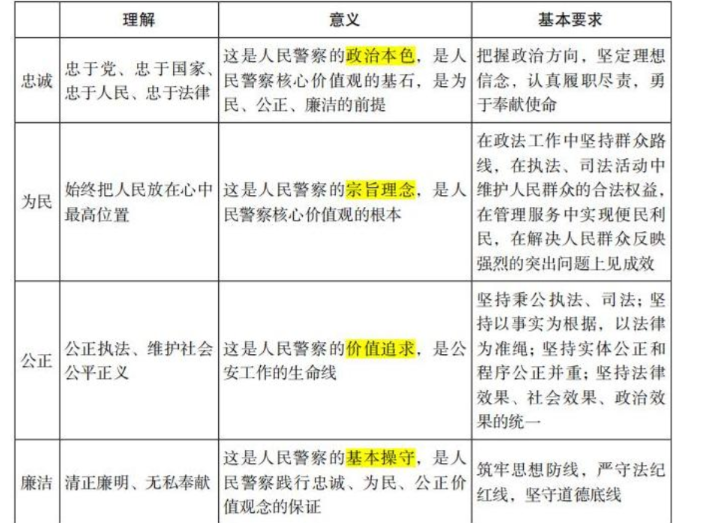 理解
意义
基本要求
忠诚
忠于党、忠于国家、
忠于人民、忠于法律
这是人民警察的政治本色，是人
民警察核心价值观的基石，是为
民、公正、廉洁的前提
把握政治方向，坚定理想
信念，认真履职尽责，勇
于奉献使命
为民
始终把人民放在心中
最高位置
这是人民警察的宗旨理念，是人
民警察核心价值观的根本
在政法工作中坚持群众路
线，在执法、司法活动中
维护人民群众的合法权益，
在管理服务中实现便民利
民，在解决人民群众反映
强烈的突出问题上见成效
公正
公正执法、维护社会
公平正义
这是人民警察的价值追求，是公
安工作的生命线
坚持秉公执法、司法；坚
持以事实为根据，以法律
为准绳；坚持实体公正和
程序公正并重；坚持法律
效果、社会效果、政治效
果的统一
廉洁
清正廉明、无私奉献
这是人民警察的基本操守，是人
民警察践行忠诚、为民、公正价
值观念的保证
筑牢思想防线，严守法纪
红线，坚守道德底线